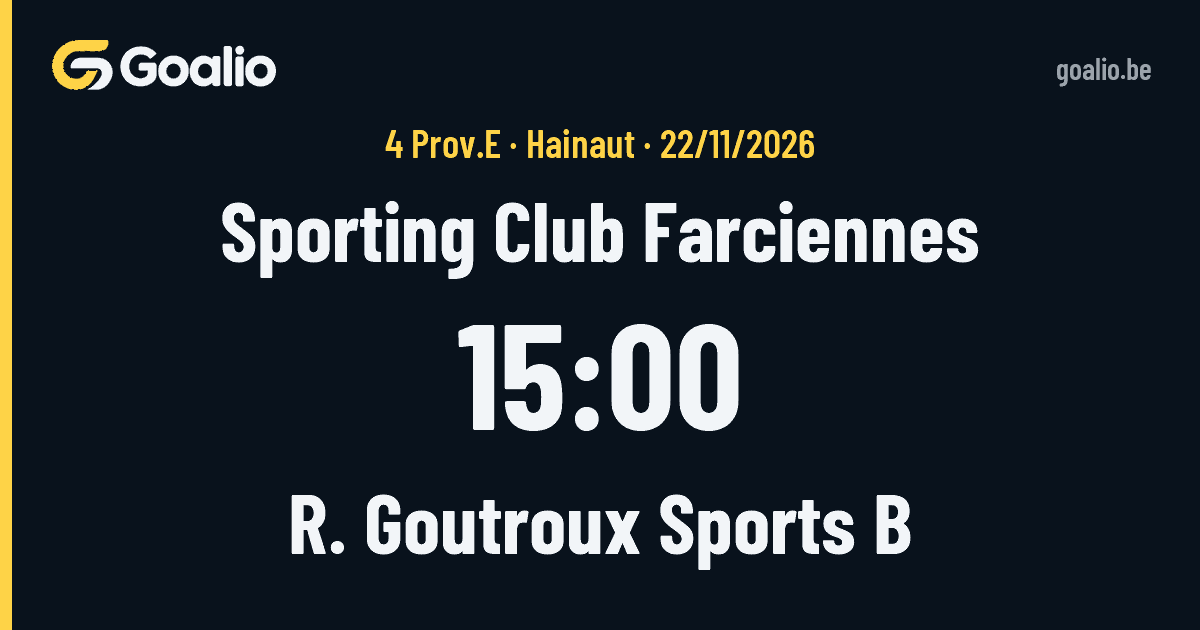 Goalio
goalio.be
4 Prov.E · Hainaut · 22/11/2026
Sporting Club Farciennes
15:00
R. Goutroux Sports B